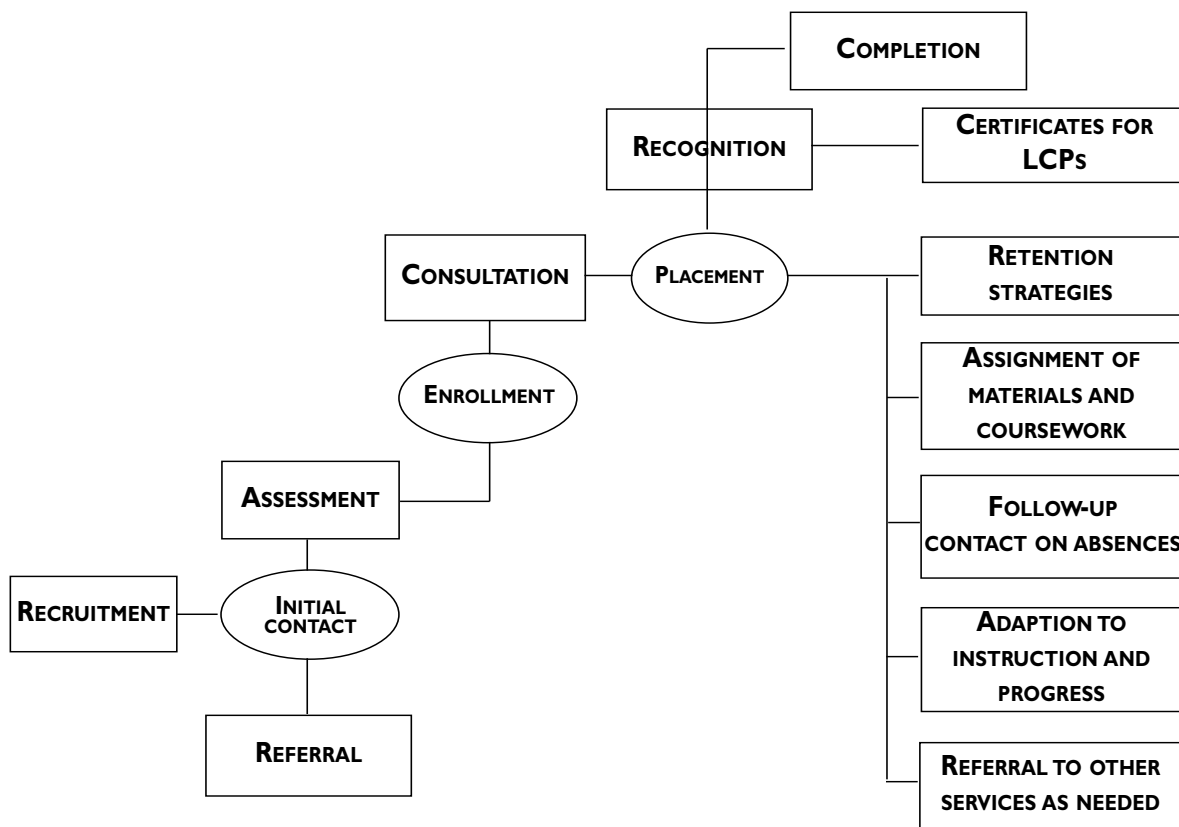 COMPLETION
RECOGNITION
CERTIFICATES FOR
LCPs
CONSULTATION
PLACEMENT
RETENTION
STRATEGIES
ENROLLMENT
ASSIGNMENT OF
MATERIALS AND
COURSEWORK
ASSESSMENT
FOLLOW-UP
CONTACT ON ABSENCES
RECRUITMENT
INITIAL
CONTACT
ADAPTION TO
INSTRUCTION AND
PROGRESS
REFERRAL
REFERRAL TO OTHER
SERVICES AS NEEDED